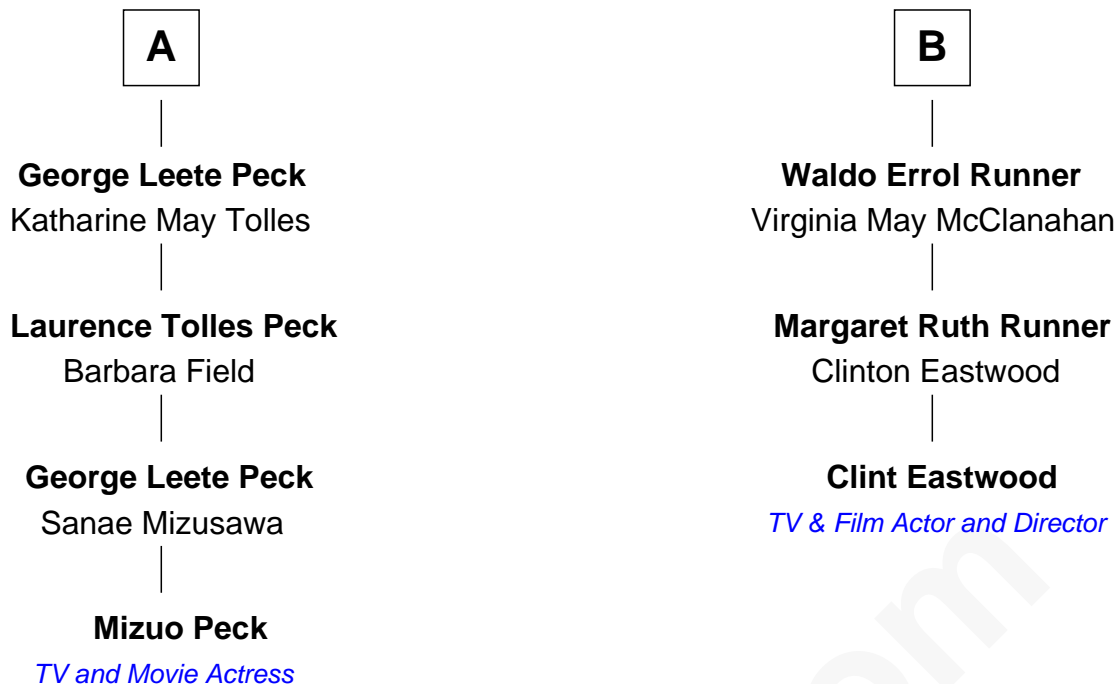 A
George Leete Peck
Katharine May Tolles
Laurence Tolles Peck
Barbara Field
George Leete Peck
Sanae Mizusawa
Mizuo Peck
TV and Movie Actress
B
Waldo Errol Runner
Virginia May McClanahan
Margaret Ruth Runner
Clinton Eastwood
Clint Eastwood
TV & Film Actor and Director
om